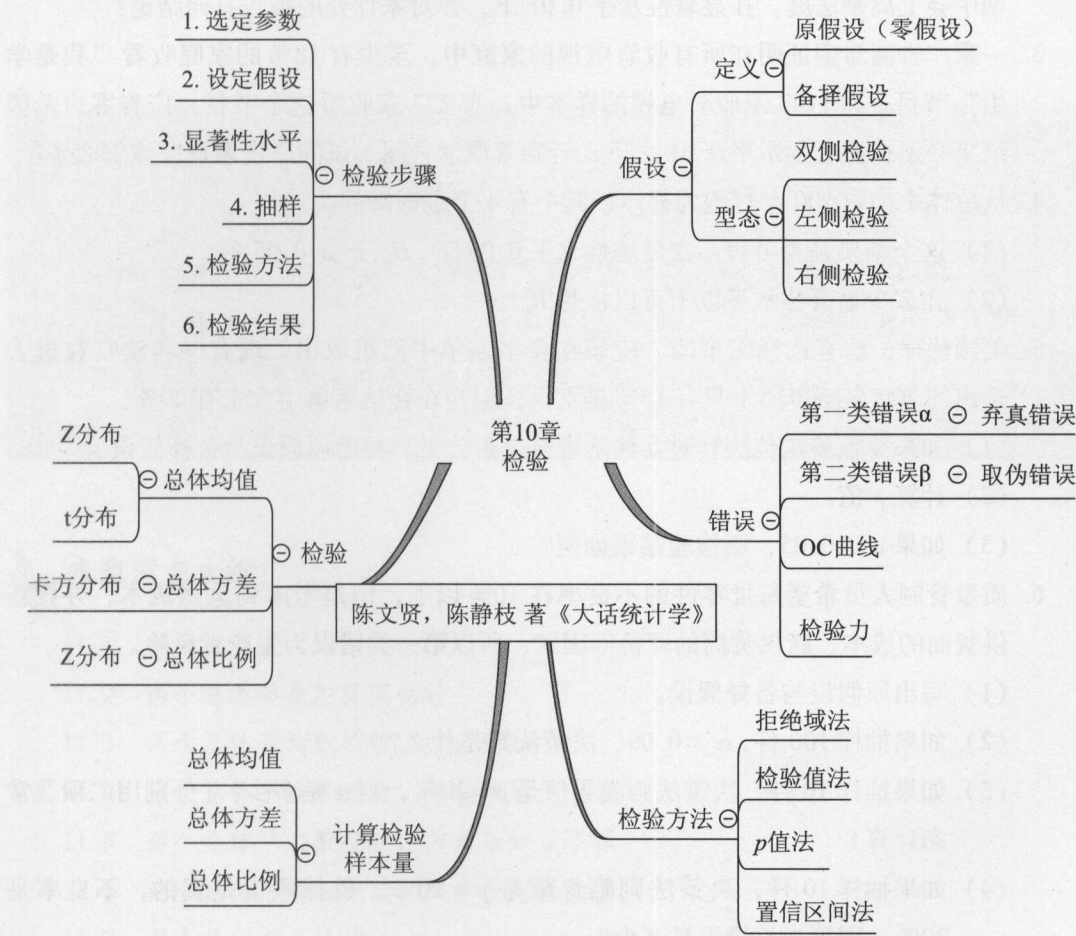 第10章
检验
1. 选定参数
2. 设定假设
3. 显著性水平
4. 抽样
5. 检验方法
6. 检验结果
检验步骤
假设
定义
原假设（零假设）
备择假设
型态
双侧检验
左侧检验
右侧检验
错误
第一类错误α
弃真错误
第二类错误β
取伪错误
OC曲线
检验力
检验
总体均值
Z分布
t分布
卡方分布
总体方差
Z分布
总体比例
陈文贤，陈静枝 著《大话统计学》
计算检验
样本量
总体均值
总体方差
总体比例
检验方法
拒绝域法
检验值法
p值法
置信区间法